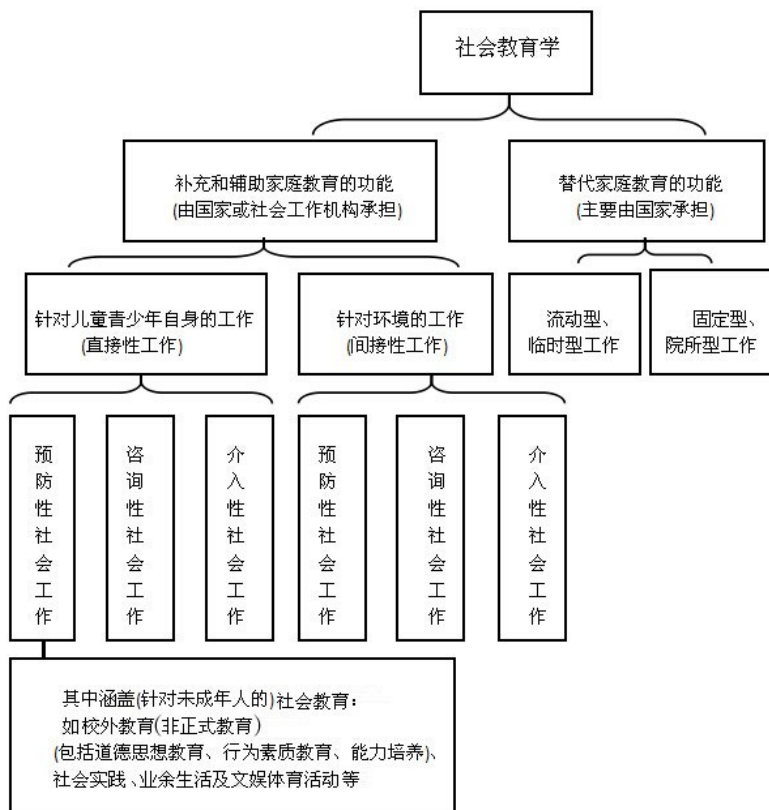 社会教育学
补充和辅助家庭教育的功能
(由国家或社会工作机构承担)
替代家庭教育的功能
(主要由国家承担)
针对儿童青少年自身的工作
(直接性工作)
针对环境的工作
(间接性工作)
流动型、
临时型工作
固定型、
院所型工作
预防性社会工作
咨询性社会工作
介入性社会工作
预防性社会工作
咨询性社会工作
介入性社会工作
其中涵盖(针对未成年人的)社会教育：
如校外教育(非正式教育)
(包括道德思想教育、行为素质教育、能力培养)、
社会实践、业余生活及文娱体育活动等